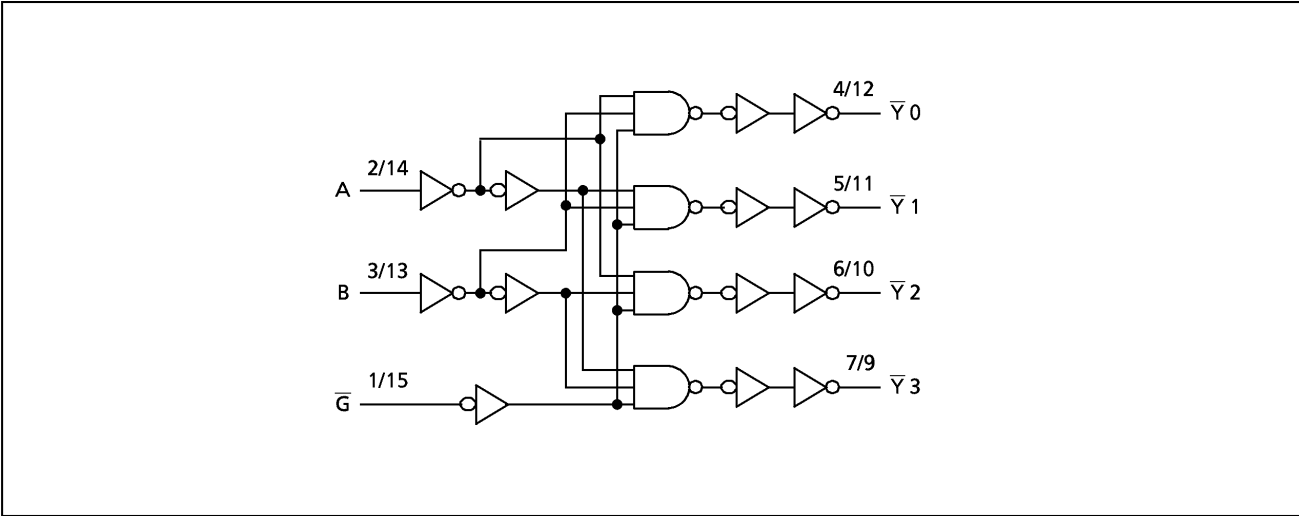 4/12
Y̅ 0
2/14
A
5/11
Y̅ 1
3/13
B
6/10
Y̅ 2
1/15
G̅
7/9
Y̅ 3